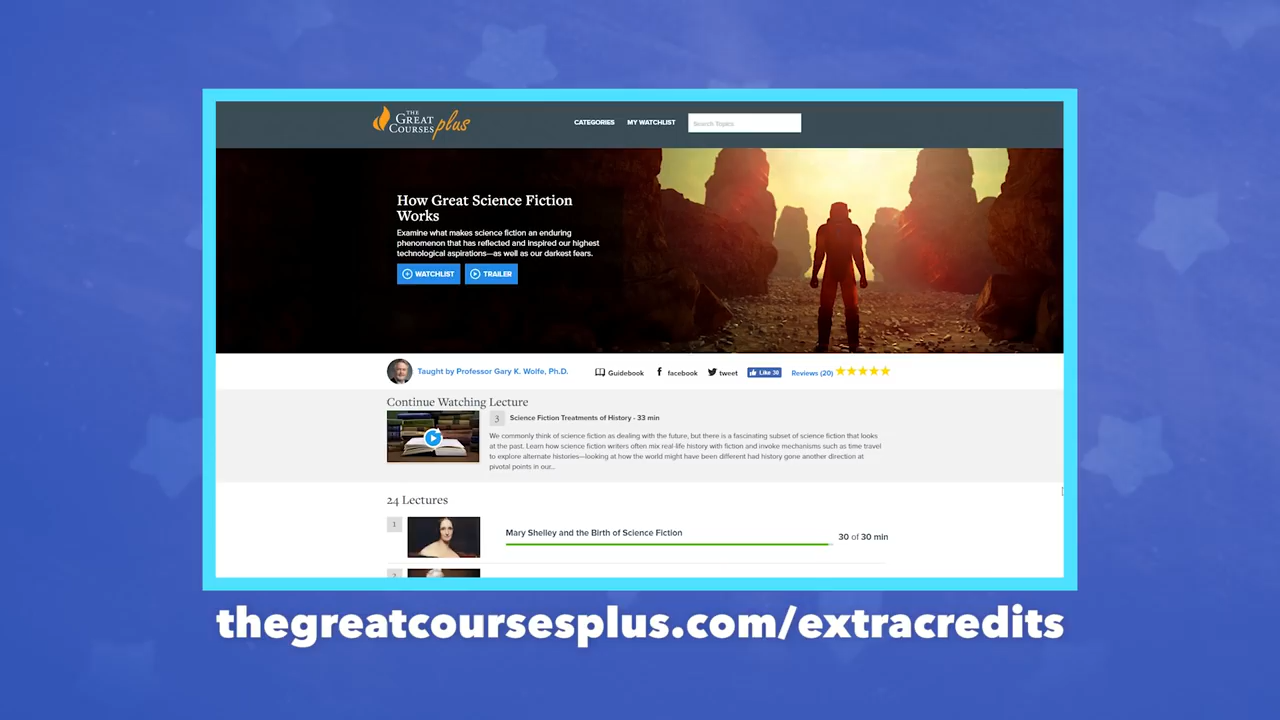 THE
GREAT
COURSES plus
CATEGORIES
MY WATCHLIST
Search Topics
How Great Science Fiction
Works
Examine what makes science fiction an enduring
phenomenon that has reflected and inspired our highest
technological aspirations—as well as our darkest fears.
WATCHLIST
TRAILER
Taught by Professor Gary K. Wolfe, Ph.D.
Guidebook
facebook
tweet
Like 30
Reviews (20)
Continue Watching Lecture
3
Science Fiction Treatments of History - 33 min
We commonly think of science fiction as dealing with the future, but there is a fascinating subset of science fiction that looks
at the past. Learn how science fiction writers often mix real-life history with fiction and invoke mechanisms such as time travel
to explore alternate histories—looking at how the world might have been different had history gone another direction at
pivotal points in our...
24 Lectures
1
Mary Shelley and the Birth of Science Fiction
30 of 30 min
2
thegreatcoursesplus.com/extracredits